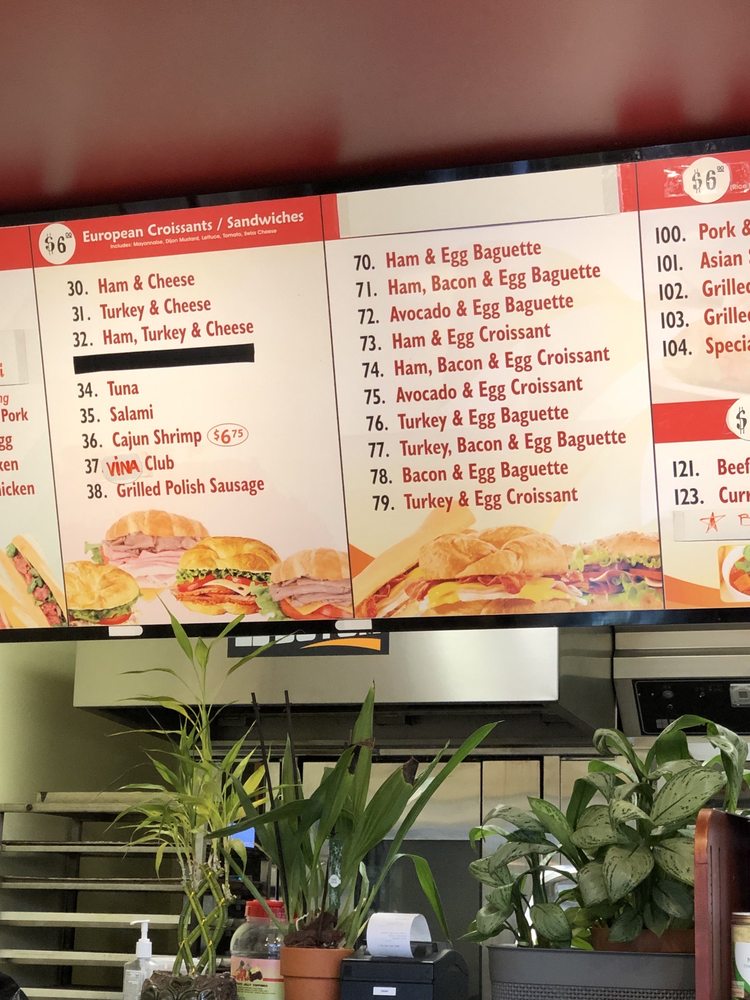 $6.00
European Croissants / Sandwiches
Includes: Mayonnaise, Dijon Mustard, Lettuce, Tomato, Swiss Cheese
30. Ham & Cheese
31. Turkey & Cheese
32. Ham, Turkey & Cheese
34. Tuna
35. Salami
36. Cajun Shrimp $6.75
37. VINA Club
38. Grilled Polish Sausage
70. Ham & Egg Baguette
71. Ham, Bacon & Egg Baguette
72. Avocado & Egg Baguette
73. Ham & Egg Croissant
74. Ham, Bacon & Egg Croissant
75. Avocado & Egg Croissant
76. Turkey & Egg Baguette
77. Turkey, Bacon & Egg Baguette
78. Bacon & Egg Baguette
79. Turkey & Egg Croissant
$6.00
100. Pork &
101. Asian
102. Grille
103. Grille
104. Specia
$
121. Beef
123. Curr
Pork